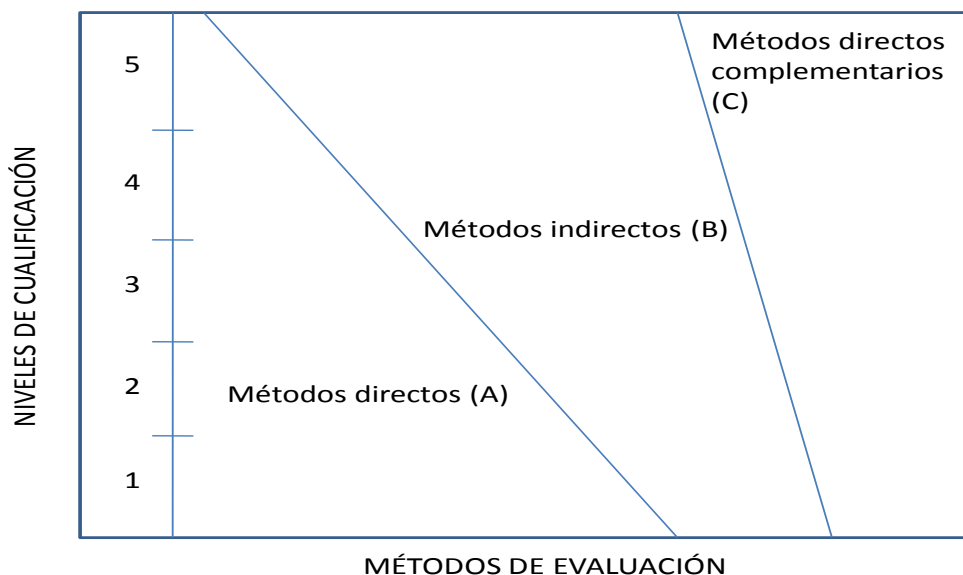 NIVELES DE CUALIFICACIÓN
5
4
3
2
1
Métodos directos
complementarios
(C)
Métodos indirectos (B)
Métodos directos (A)
MÉTODOS DE EVALUACIÓN